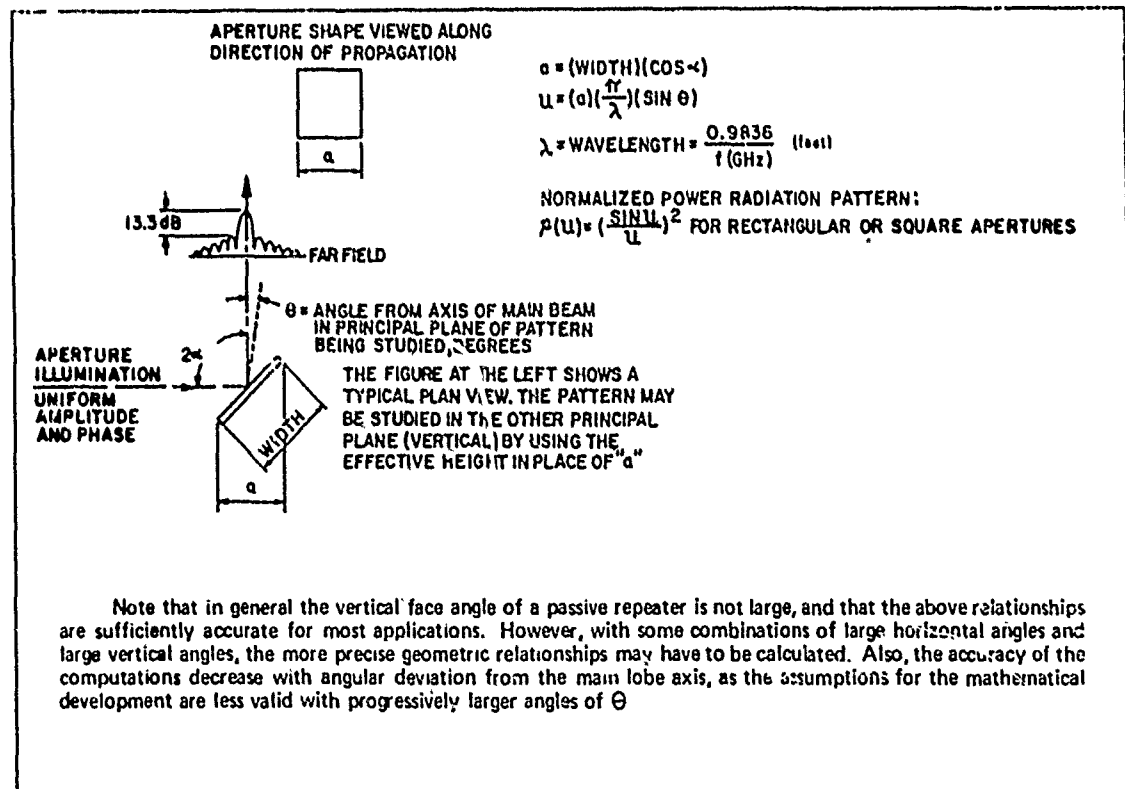 APERTURE SHAPE VIEWED ALONG
DIRECTION OF PROPAGATION
a
a = (WIDTH)(COS∝)
u = (a)(π/λ)(SIN θ)
λ = WAVELENGTH = 0.9836/f(GHz) (feet)
NORMALIZED POWER RADIATION PATTERN:
P(u) = (SIN U/U)² FOR RECTANGULAR OR SQUARE APERTURES
13.3 dB
FAR FIELD
θ = ANGLE FROM AXIS OF MAIN BEAM
IN PRINCIPAL PLANE OF PATTERN
BEING STUDIED, DEGREES
2∝
APERTURE
ILLUMINATION
UNIFORM
AMPLITUDE
AND PHASE
WIDTH
a
THE FIGURE AT THE LEFT SHOWS A
TYPICAL PLAN VIEW. THE PATTERN MAY
BE STUDIED IN THE OTHER PRINCIPAL
PLANE (VERTICAL) BY USING THE
EFFECTIVE HEIGHT IN PLACE OF "a"
Note that in general the vertical face angle of a passive repeater is not large, and that the above relationships
are sufficiently accurate for most applications. However, with some combinations of large horizontal angles and
large vertical angles, the more precise geometric relationships may have to be calculated. Also, the accuracy of the
computations decrease with angular deviation from the main lobe axis, as the assumptions for the mathematical
development are less valid with progressively larger angles of θ